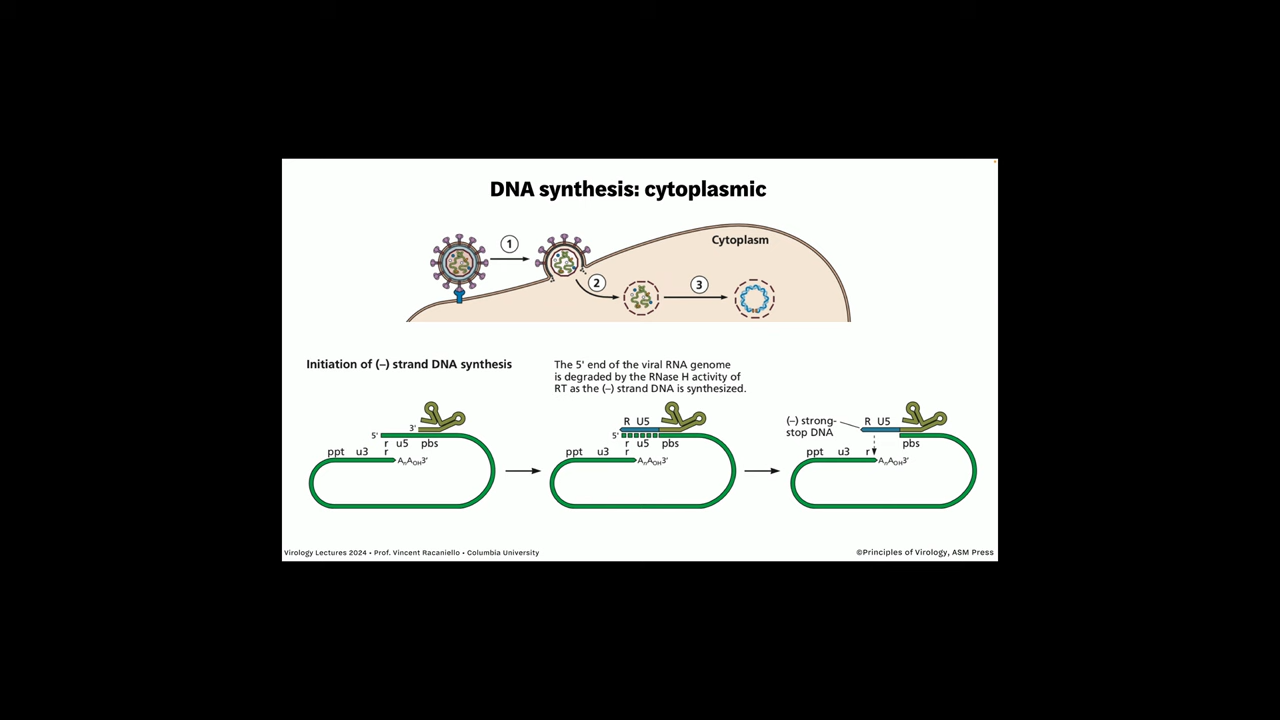 DNA synthesis: cytoplasmic
Cytoplasm
1
2
3
Initiation of (–) strand DNA synthesis
3'
5'
r u5 pbs
ppt u3 r
AnAOH3'
The 5' end of the viral RNA genome
is degraded by the RNase H activity of
RT as the (–) strand DNA is synthesized.
R U5
5'
r u5 pbs
ppt u3 r
AnAOH3'
(–) strong-
stop DNA
R U5
pbs
ppt u3 r
AnAOH3'
Virology Lectures 2024 • Prof. Vincent Racaniello • Columbia University
©Principles of Virology, ASM Press